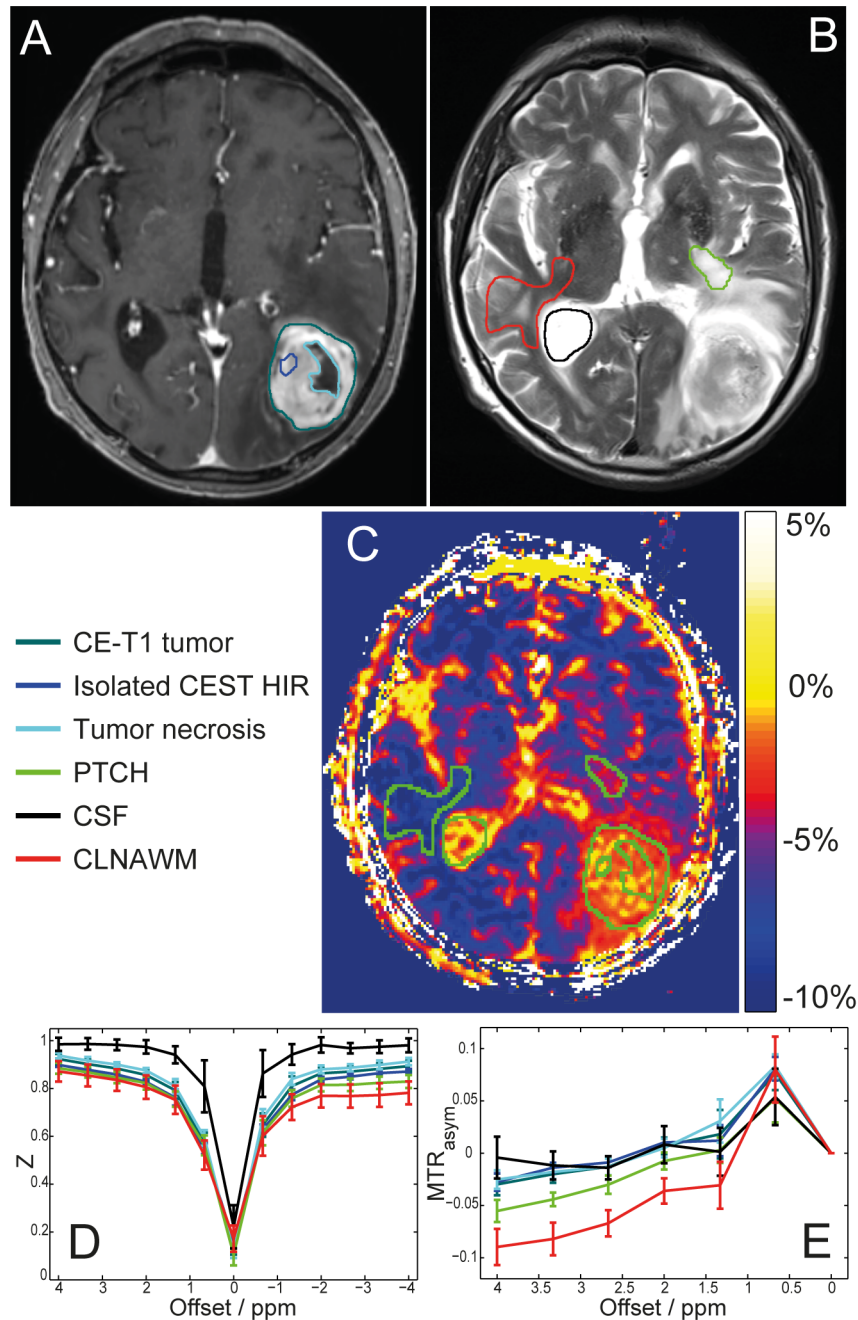 A
B
C
5%
0%
-5%
-10%
CE-T1 tumor
Isolated CEST HIR
Tumor necrosis
PTCH
CSF
CLNAWM
1
0.8
0.6
0.4
0.2
0
Z
D
4 3 2 1 0 -1 -2 -3 -4
Offset / ppm
0.1
0.05
0
-0.05
-0.1
MTRasym
E
4 3.5 3 2.5 2 1.5 1 0.5 0
Offset / ppm